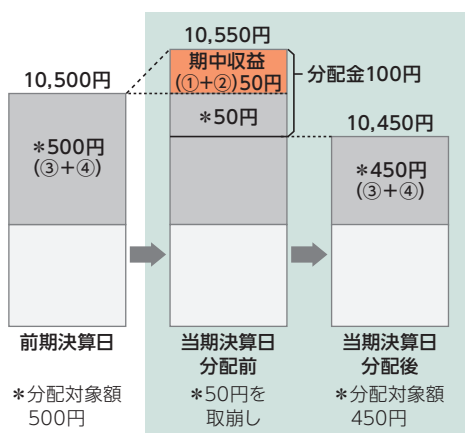 10,500円
＊500円
(③+④)
前期決算日
＊分配対象額
500円
10,550円
期中収益
(①+②)50円
＊50円
分配金100円
当期決算日
分配前
＊50円を
取崩し
10,450円
＊450円
(③+④)
当期決算日
分配後
＊分配対象額
450円